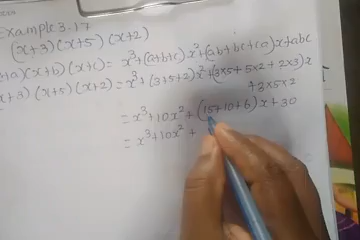 Example 3.17
(x+3)(x+5)(x+2)
+a)(x+b)(x+c)= x³+(a+b+c)x²+(ab+bc+ca)x+abc
+3)(x+5)(x+2)= x³+(3+5+2)x²+(3×5+5×2+2×3)x
+3×5×2
= x³+10x²+(15+10+6)x+30
= x³+10x²+